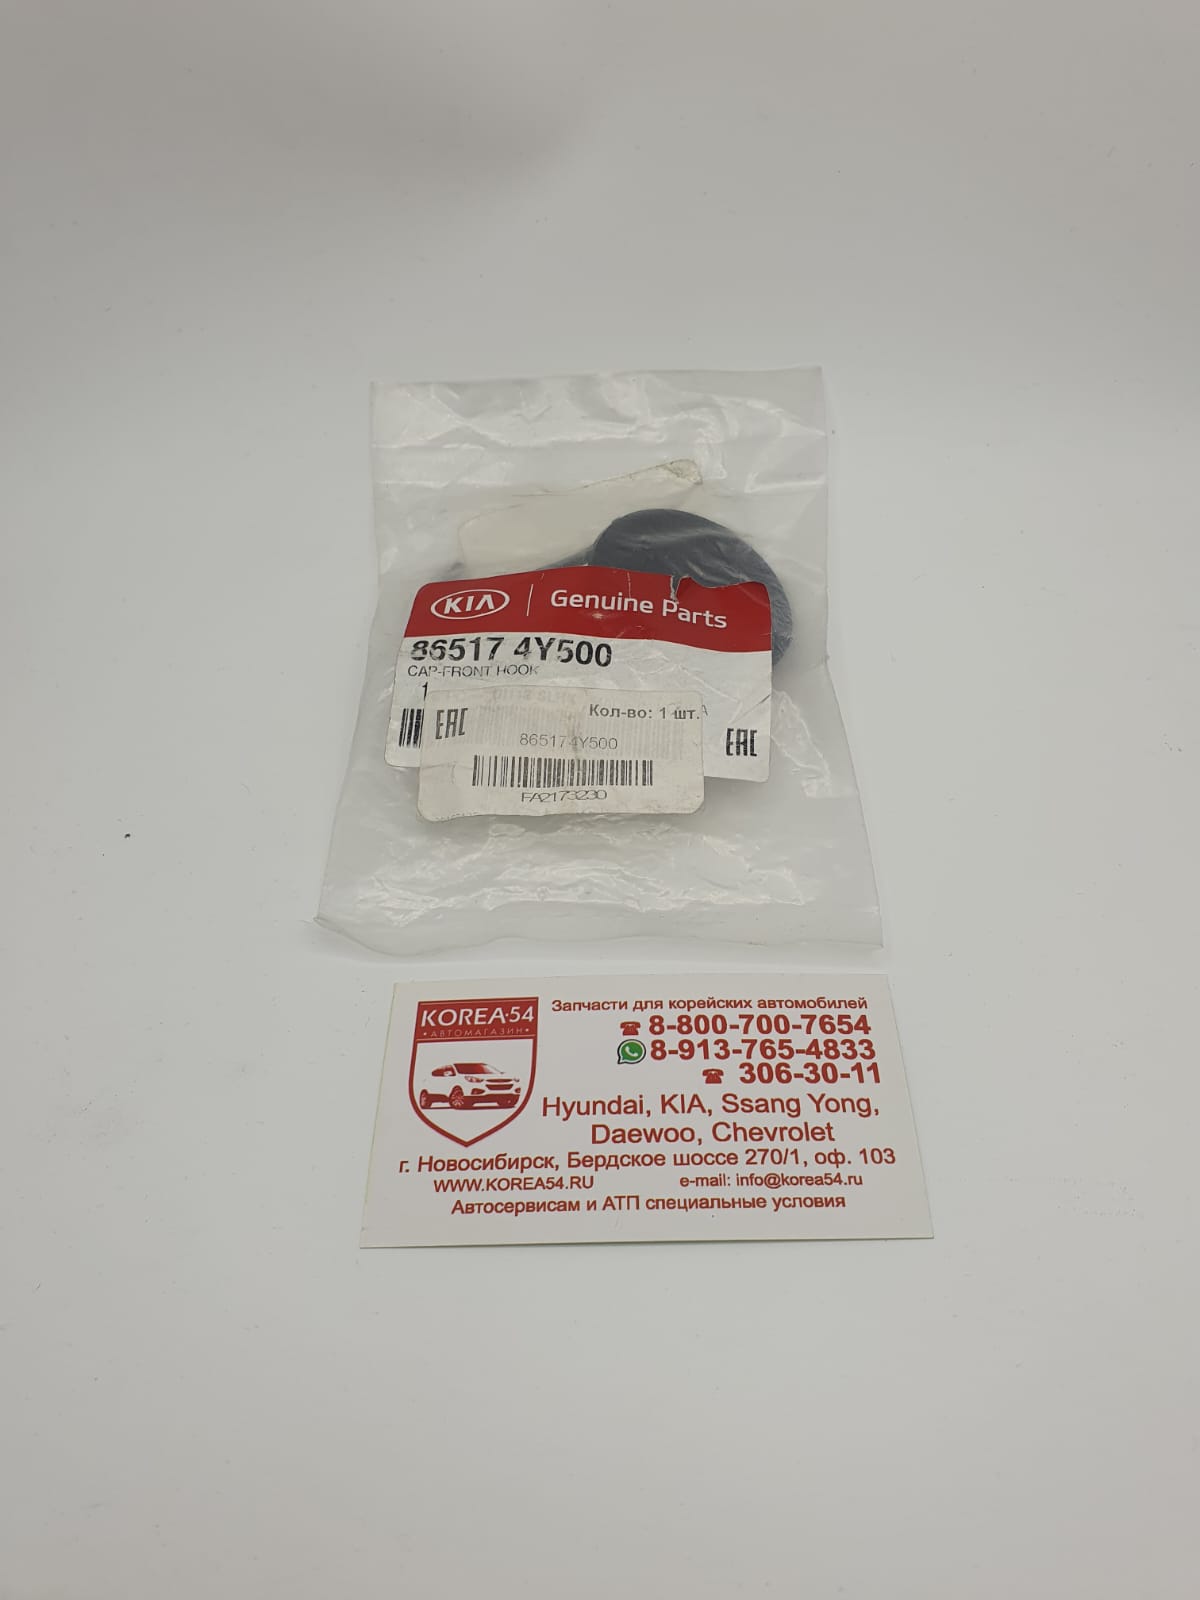 KIA Genuine Parts
86517 4Y500
CAP-FRONT HOOK
1
EAC
Кол-во: 1 шт.
865174Y500
FA2173230
EAC
KOREA·54
•АВТОМАГАЗИН•
Запчасти для корейских автомобилей
8-800-700-7654
8-913-765-4833
306-30-11
Hyundai, KIA, Ssang Yong,
Daewoo, Chevrolet
г. Новосибирск, Бердское шоссе 270/1, оф. 103
WWW.KOREA54.RU e-mail: info@korea54.ru
Автосервисам и АТП специальные условия